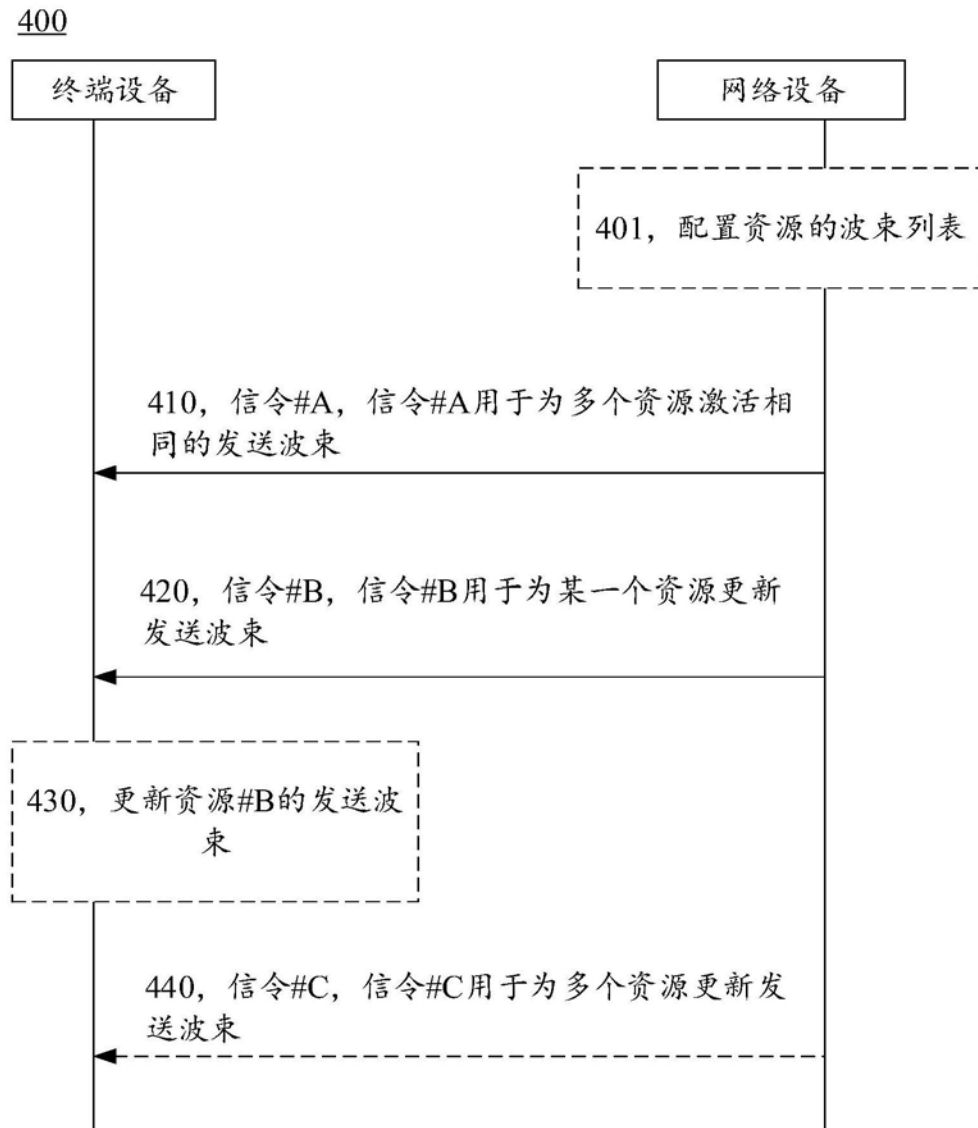 400
终端设备
网络设备
401，配置资源的波束列表
410，信令#A，信令#A用于为多个资源激活相
同的发送波束
420，信令#B，信令#B用于为某一个资源更新
发送波束
430，更新资源#B的发送波
束
440，信令#C，信令#C用于为多个资源更新发
送波束